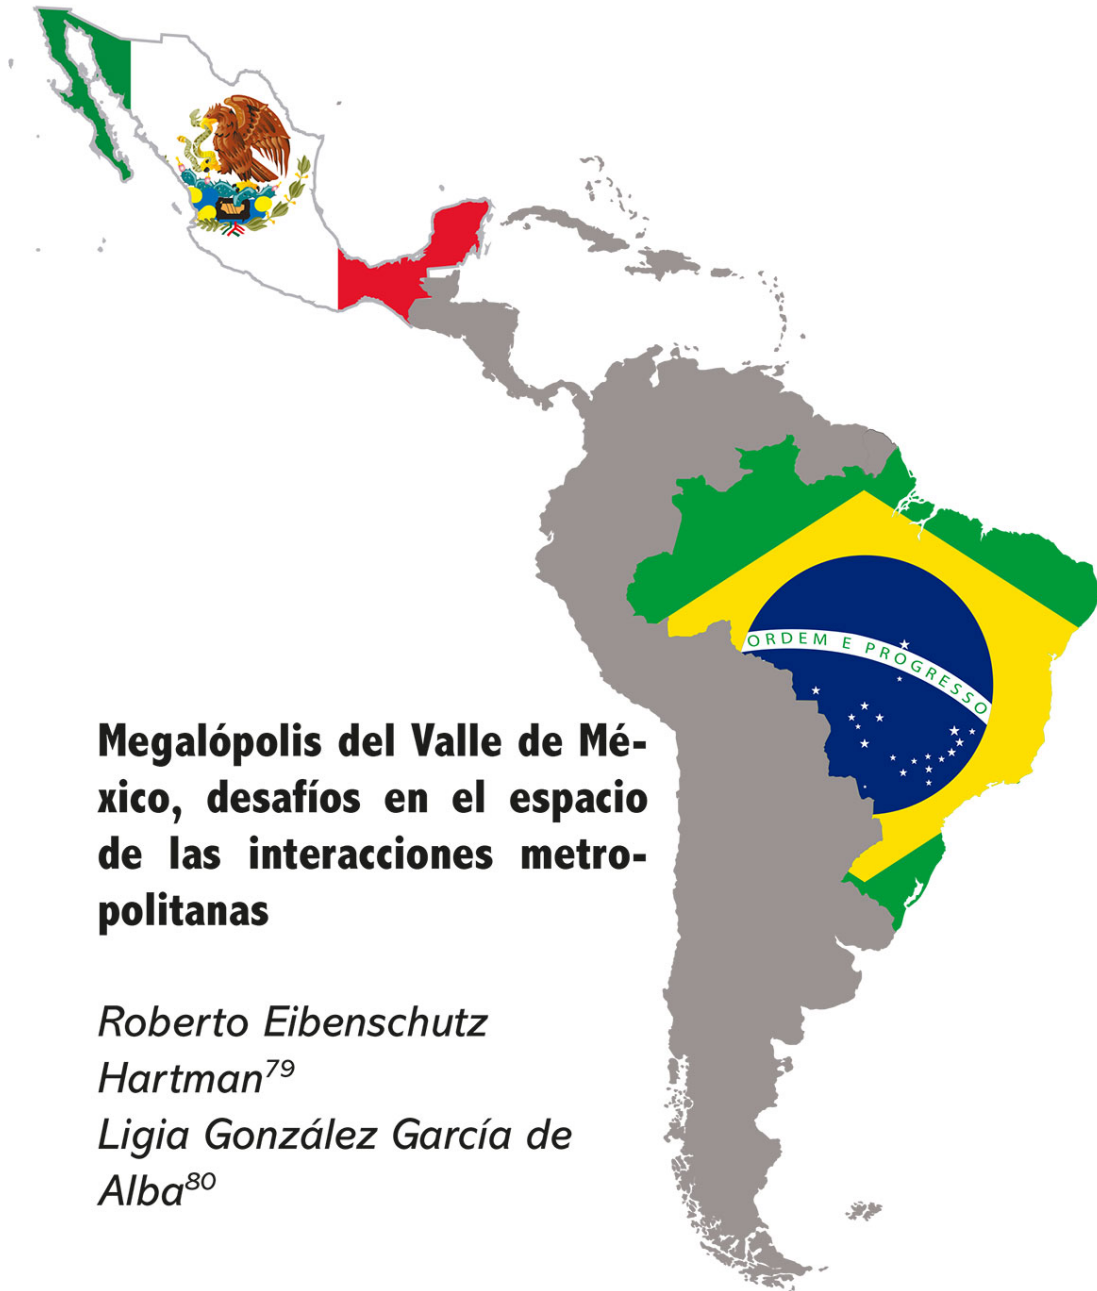 ORDEM E PROGRESSO
Megalópolis del Valle de Mé-
xico, desafíos en el espacio
de las interacciones metro-
politanas
Roberto Eibenschutz
Hartman79
Ligia González García de
Alba80